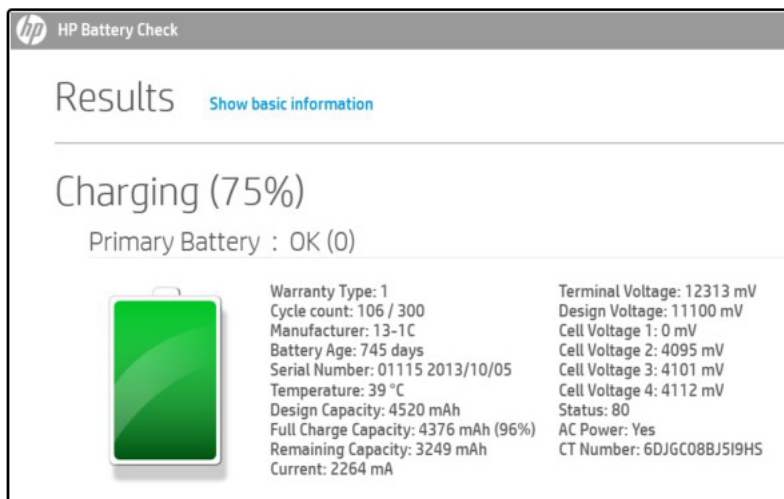 hp HP Battery Check
Results Show basic information
Charging (75%)
Primary Battery : OK (0)
Warranty Type: 1
Cycle count: 106 / 300
Manufacturer: 13-1C
Battery Age: 745 days
Serial Number: 01115 2013/10/05
Temperature: 39 °C
Design Capacity: 4520 mAh
Full Charge Capacity: 4376 mAh (96%)
Remaining Capacity: 3249 mAh
Current: 2264 mA
Terminal Voltage: 12313 mV
Design Voltage: 11100 mV
Cell Voltage 1: 0 mV
Cell Voltage 2: 4095 mV
Cell Voltage 3: 4101 mV
Cell Voltage 4: 4112 mV
Status: 80
AC Power: Yes
CT Number: 6DJGC08BJ5I9HS